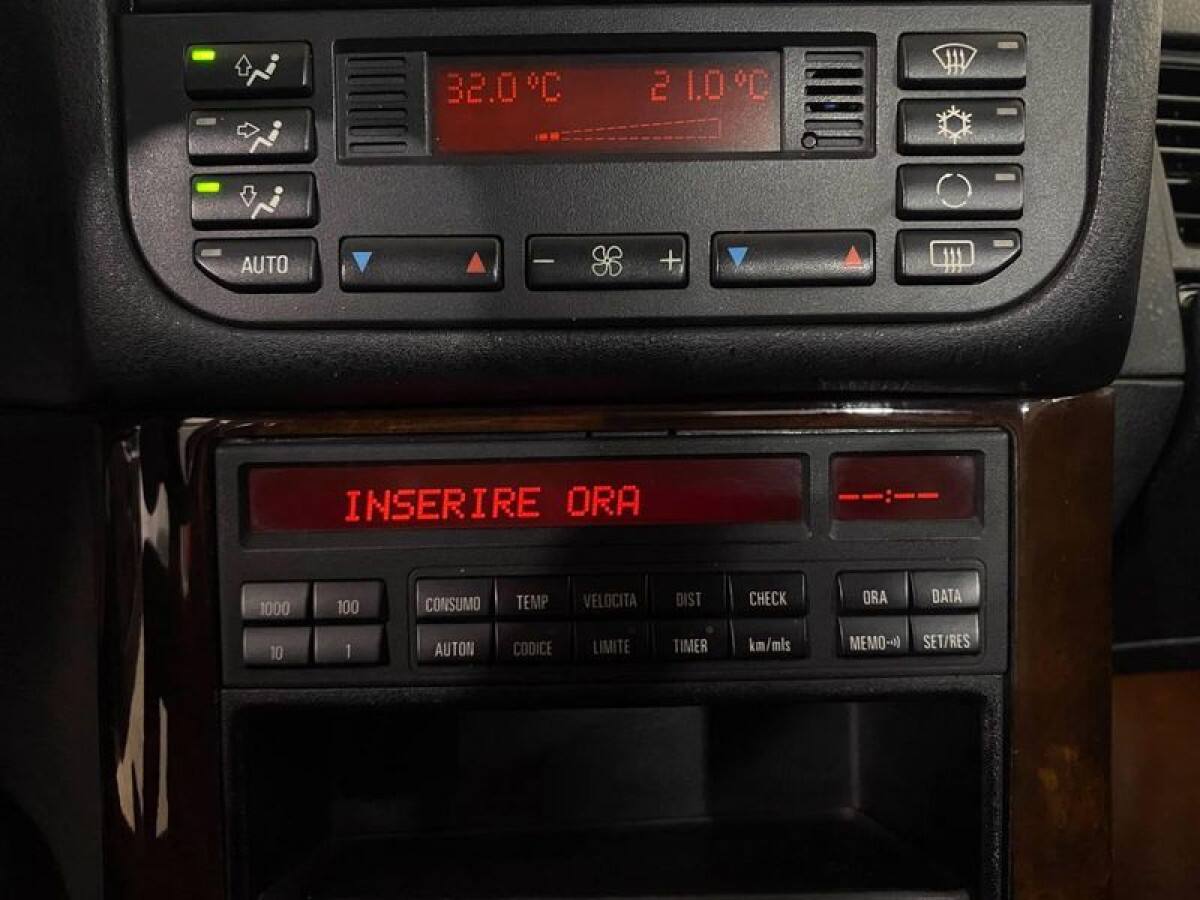 32.0 °C 21.0 °C
AUTO − +
INSERIRE ORA --:--
1000 100 CONSUMO TEMP VELOCITA DIST CHECK ORA DATA
10 1 AUTON CODICE LIMITE TIMER km/mls MEMO SET/RES